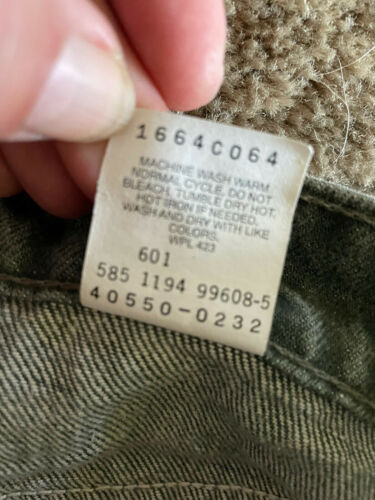 1664C064
MACHINE WASH WARM.
NORMAL CYCLE. DO NOT
BLEACH. TUMBLE DRY HOT.
HOT IRON IF NEEDED.
WASH AND DRY WITH LIKE
COLORS.
WPL 423
601
585 1194 99608-5
40550-0232